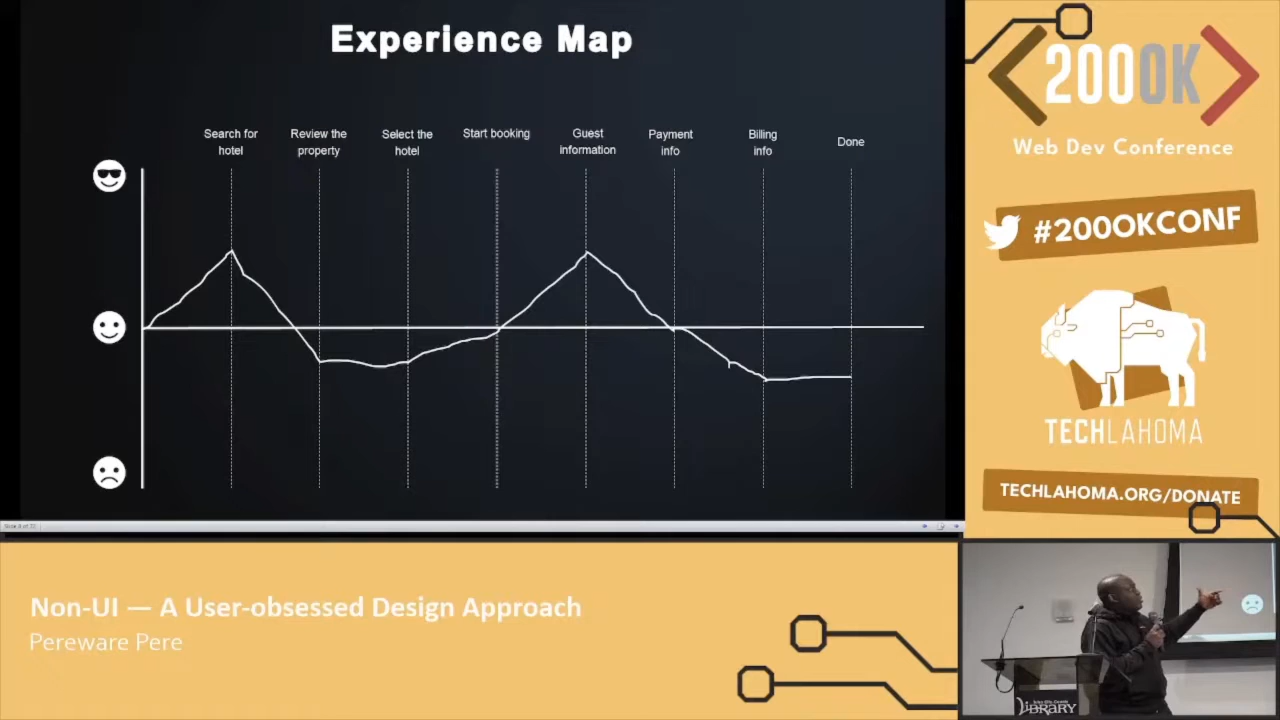 Experience Map
Search for
hotel
Review the
property
Select the
hotel
Start booking
Guest
information
Payment
info
Billing
info
Done
200OK
Web Dev Conference
#200OKCONF
TECHLAHOMA
TECHLAHOMA.ORG/DONATE
Non-UI — A User-obsessed Design Approach
Pereware Pere
LIBRARY